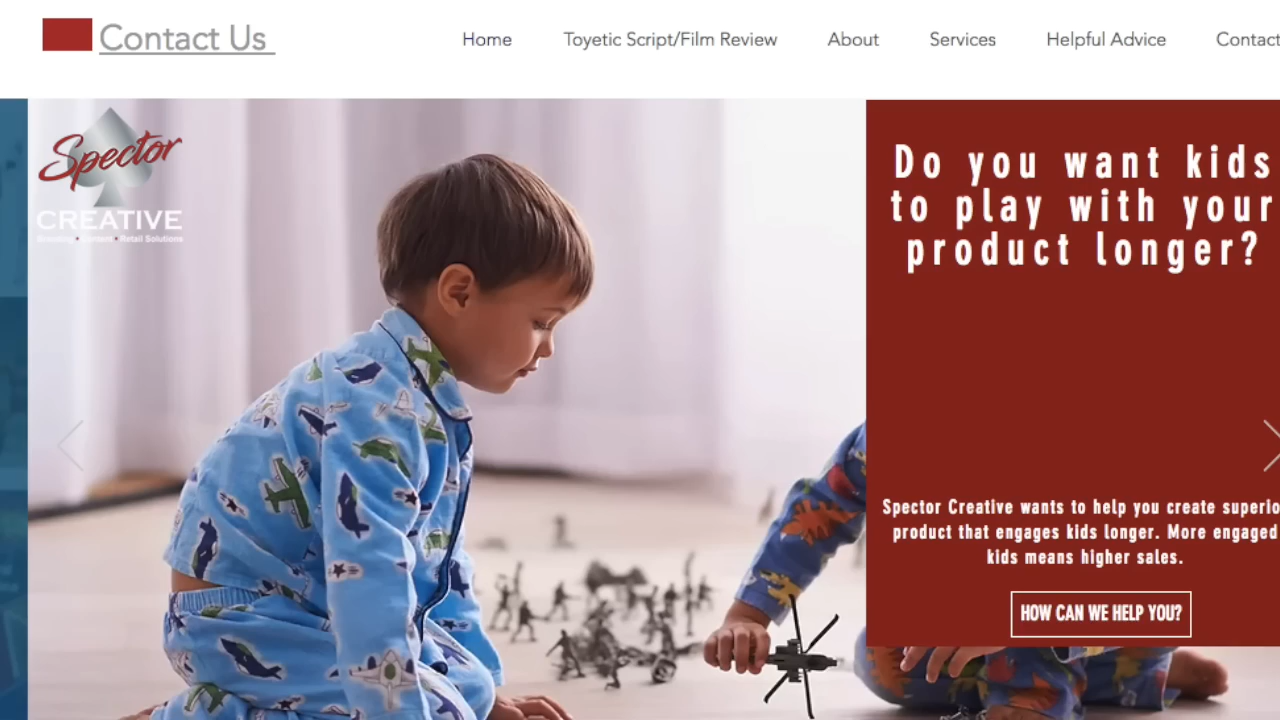 Contact Us
Home
Toyetic Script/Film Review
About
Services
Helpful Advice
Contact
Spector
CREATIVE
Retail Solutions
Do you want kids
to play with your
product longer?
Spector Creative wants to help you create superio
product that engages kids longer. More engaged
kids means higher sales.
HOW CAN WE HELP YOU?